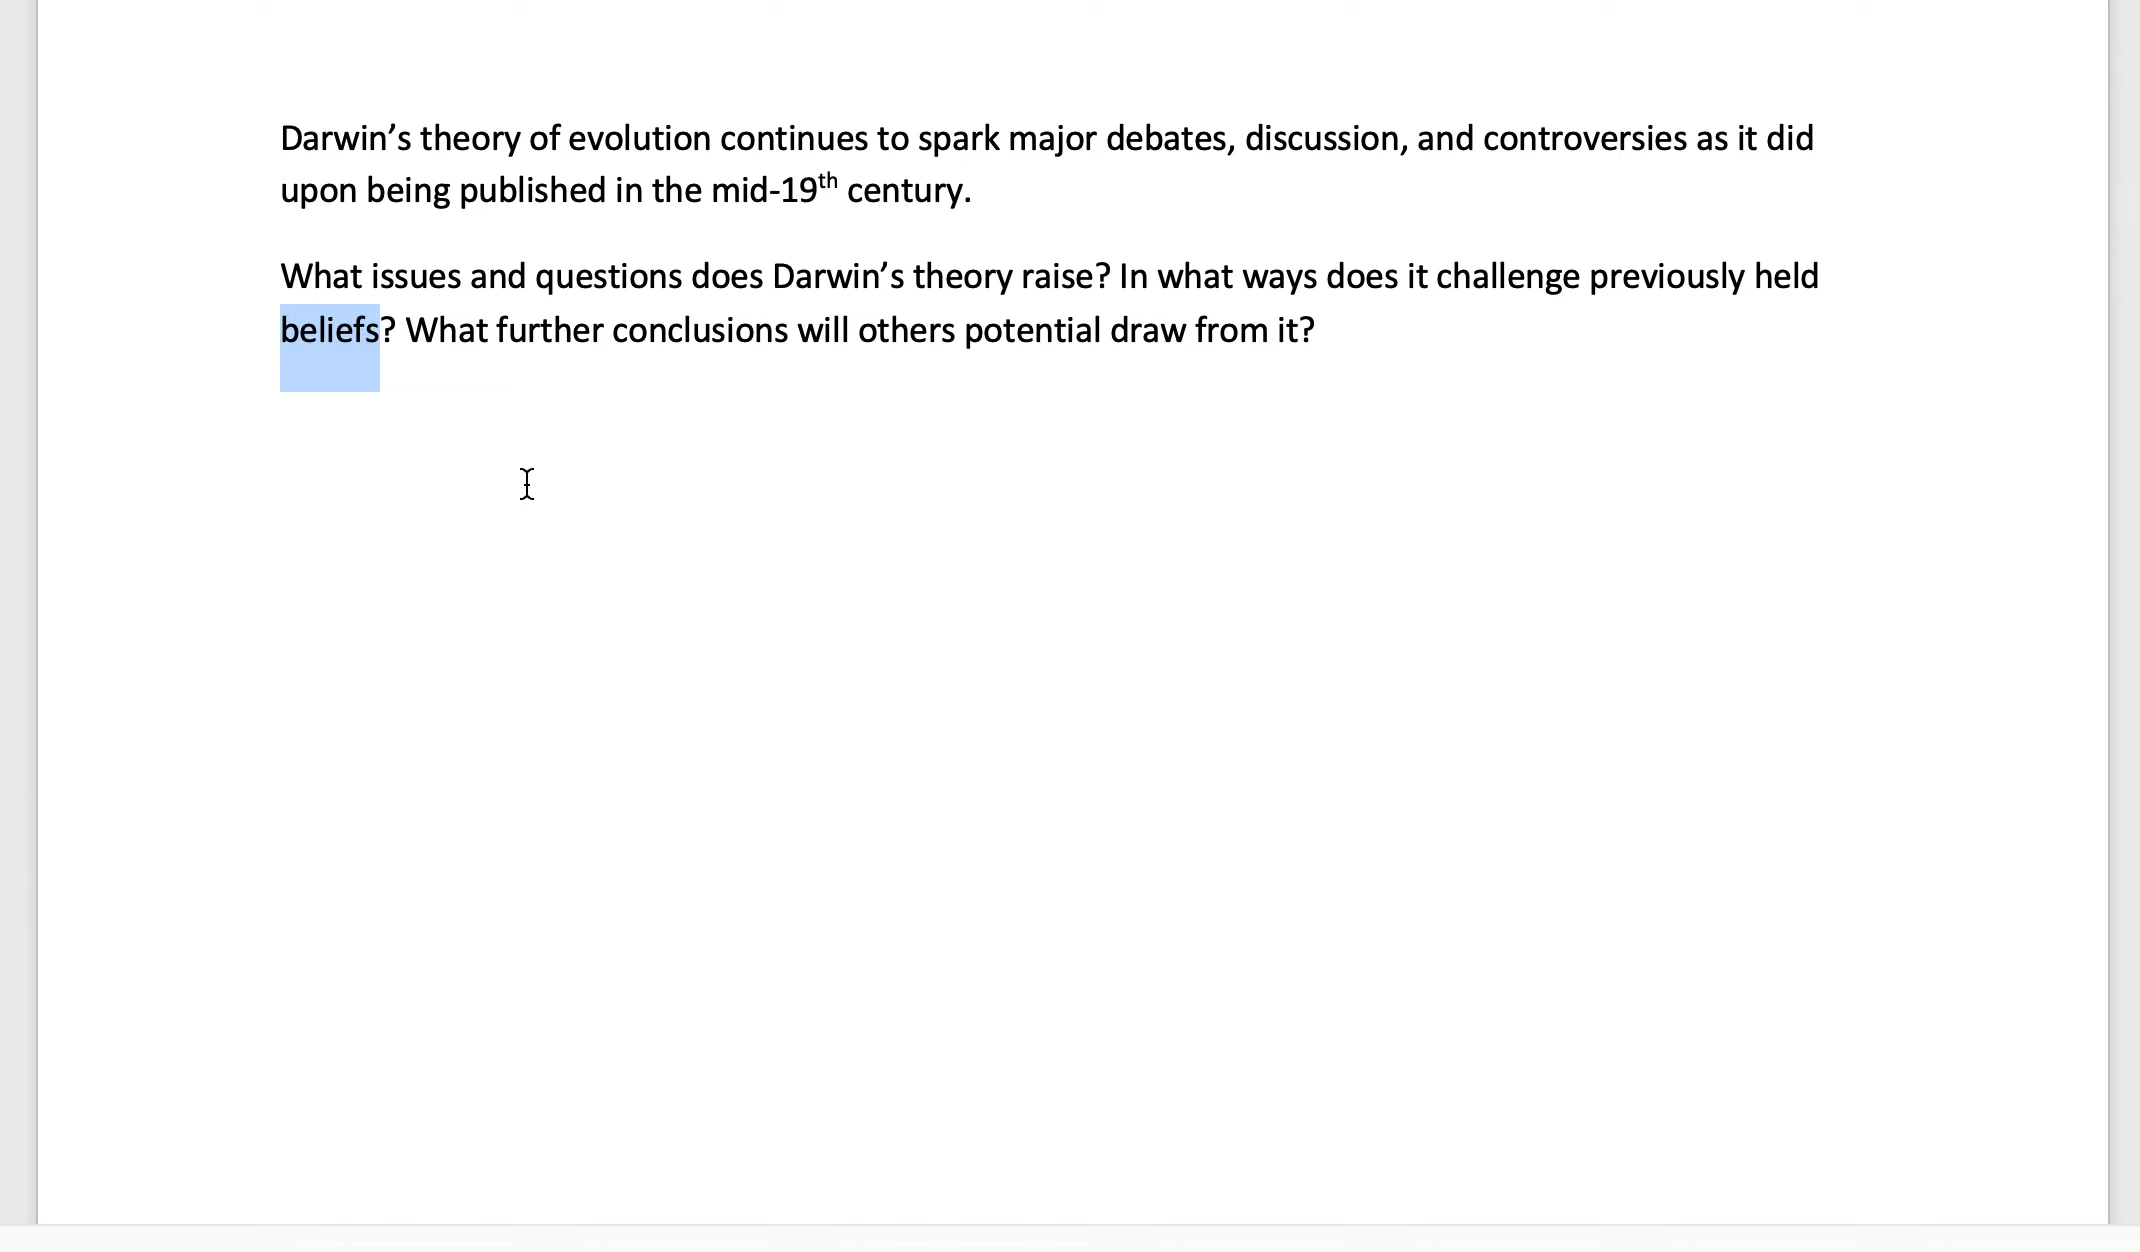 Darwin’s theory of evolution continues to spark major debates, discussion, and controversies as it did
upon being published in the mid-19th century.
What issues and questions does Darwin’s theory raise? In what ways does it challenge previously held
beliefs? What further conclusions will others potential draw from it?